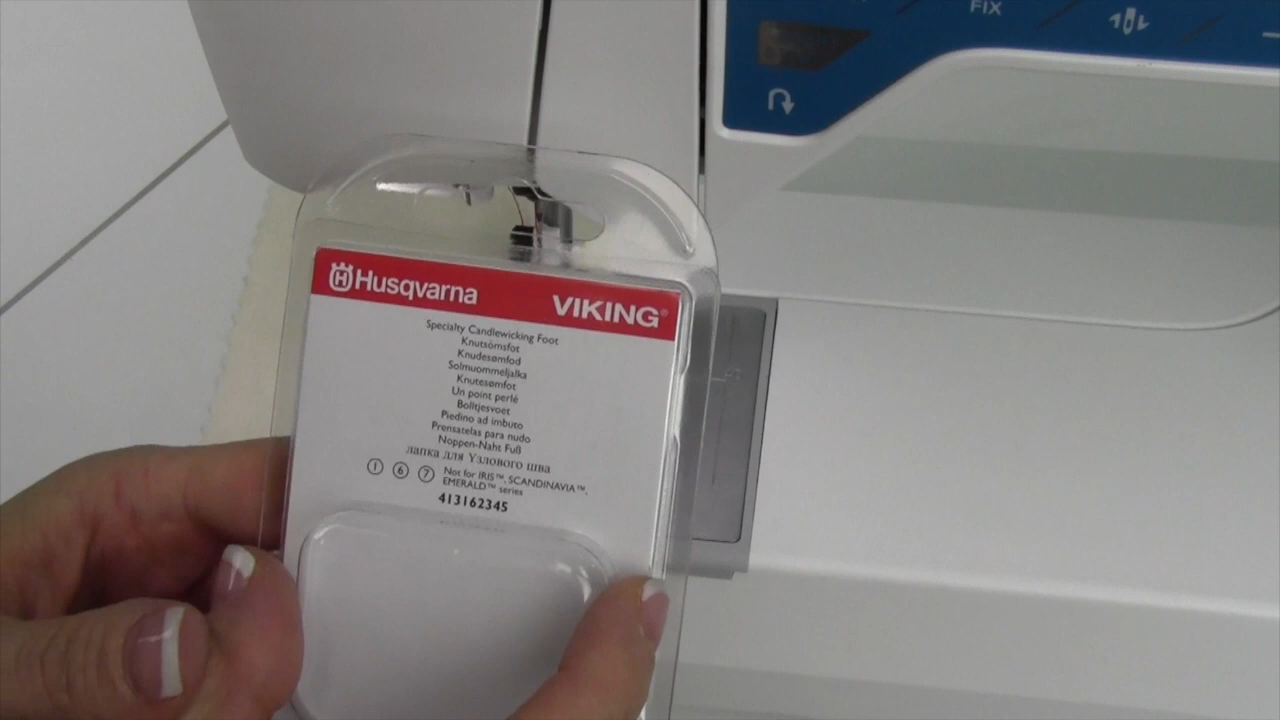 FIX
Husqvarna VIKING®
Specialty Candlewicking Foot
Knutsömsfot
Knudesømfod
Solmuommeljalka
Knutesømfot
Un point perlé
Bolltjesvoet
Piedino ad imbuto
Prensatelas para nudo
Noppen-Naht Fuß
лапка для Узлового шва
1 6 7 Not for IRIS™, SCANDINAVIA™,
EMERALD™ series
413162345